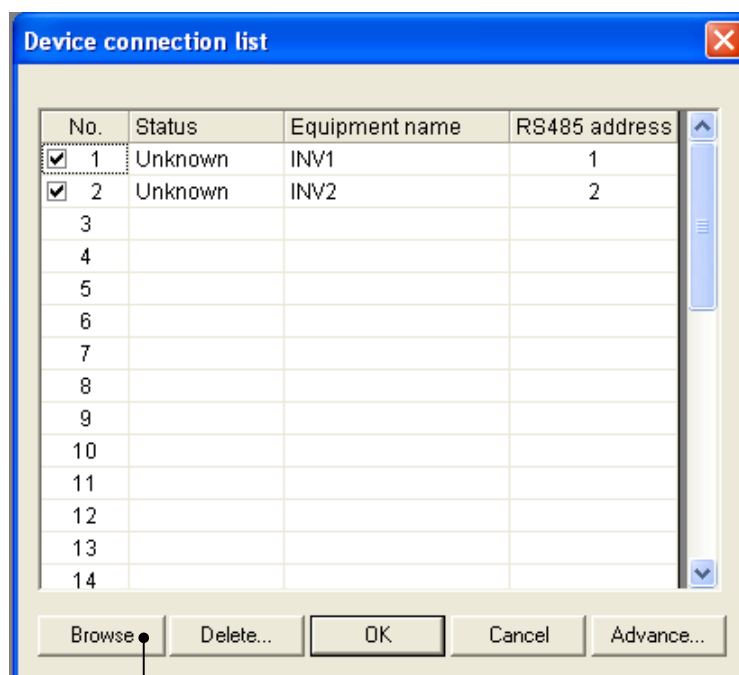 Device connection list
No. Status Equipment name RS485 address
1 Unknown INV1 1
2 Unknown INV2 2
3
4
5
6
7
8
9
10
11
12
13
14
Browse Delete... OK Cancel Advance...